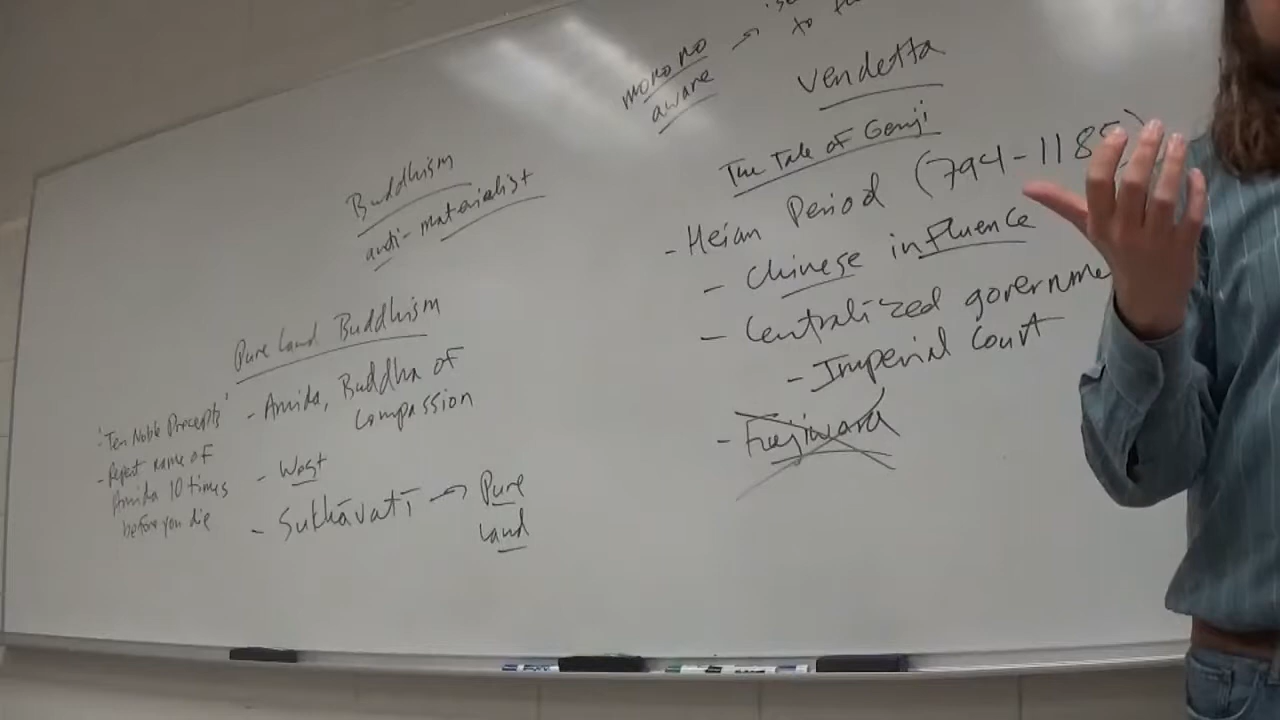 mono no
aware
to
vendetta
The Tale of Genji
- Heian Period (794-1185)
- Chinese influence
- Centralized governme
- Imperial Court
- Fujiwara
Buddhism
anti-materialist
Pure Land Buddhism
- Amida, Buddha of
compassion
- West
- Sukhāvatī → Pure
Land
'Ten Noble Precepts'
- Repeat name of
Amida 10 times
before you die